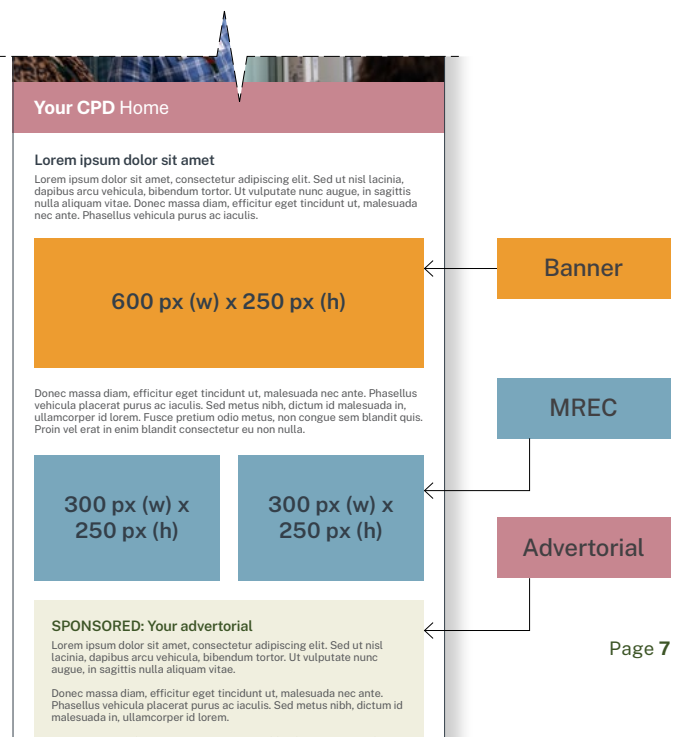 Your CPD Home
Lorem ipsum dolor sit amet
Lorem ipsum dolor sit amet, consectetur adipiscing elit. Sed ut nisl lacinia,
dapibus arcu vehicula, bibendum tortor. Ut vulputate nunc augue, in sagittis
nulla aliquam vitae. Donec massa diam, efficitur eget tincidunt ut, malesuada
nec ante. Phasellus vehicula purus ac iaculis.
600 px (w) x 250 px (h)
Banner
Donec massa diam, efficitur eget tincidunt ut, malesuada nec ante. Phasellus
vehicula placerat purus ac iaculis. Sed metus nibh, dictum id malesuada in,
ullamcorper id lorem. Fusce pretium odio metus, non congue sem blandit quis.
Proin vel erat in enim blandit consectetur eu non nulla.
MREC
300 px (w) x
250 px (h)
300 px (w) x
250 px (h)
Advertorial
SPONSORED: Your advertorial
Lorem ipsum dolor sit amet, consectetur adipiscing elit. Sed ut nisl
lacinia, dapibus arcu vehicula, bibendum tortor. Ut vulputate nunc
augue, in sagittis nulla aliquam vitae.
Donec massa diam, efficitur eget tincidunt ut, malesuada nec ante.
Phasellus vehicula placerat purus ac iaculis. Sed metus nibh, dictum id
malesuada in, ullamcorper id lorem.
Page 7